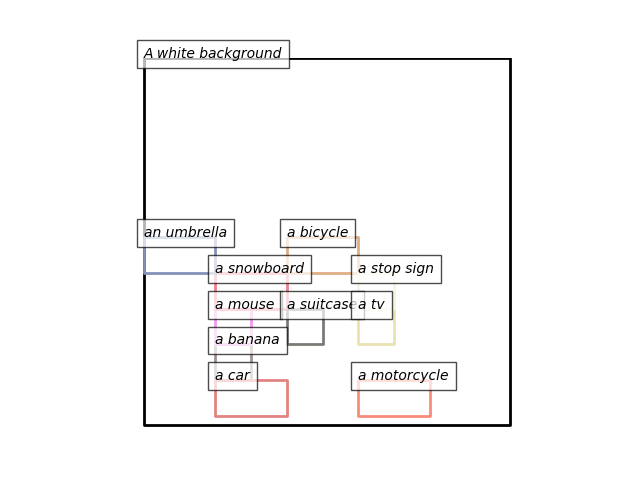 A white background
an umbrella
a bicycle
a snowboard
a stop sign
a mouse
a suitcase
a tv
a banana
a car
a motorcycle